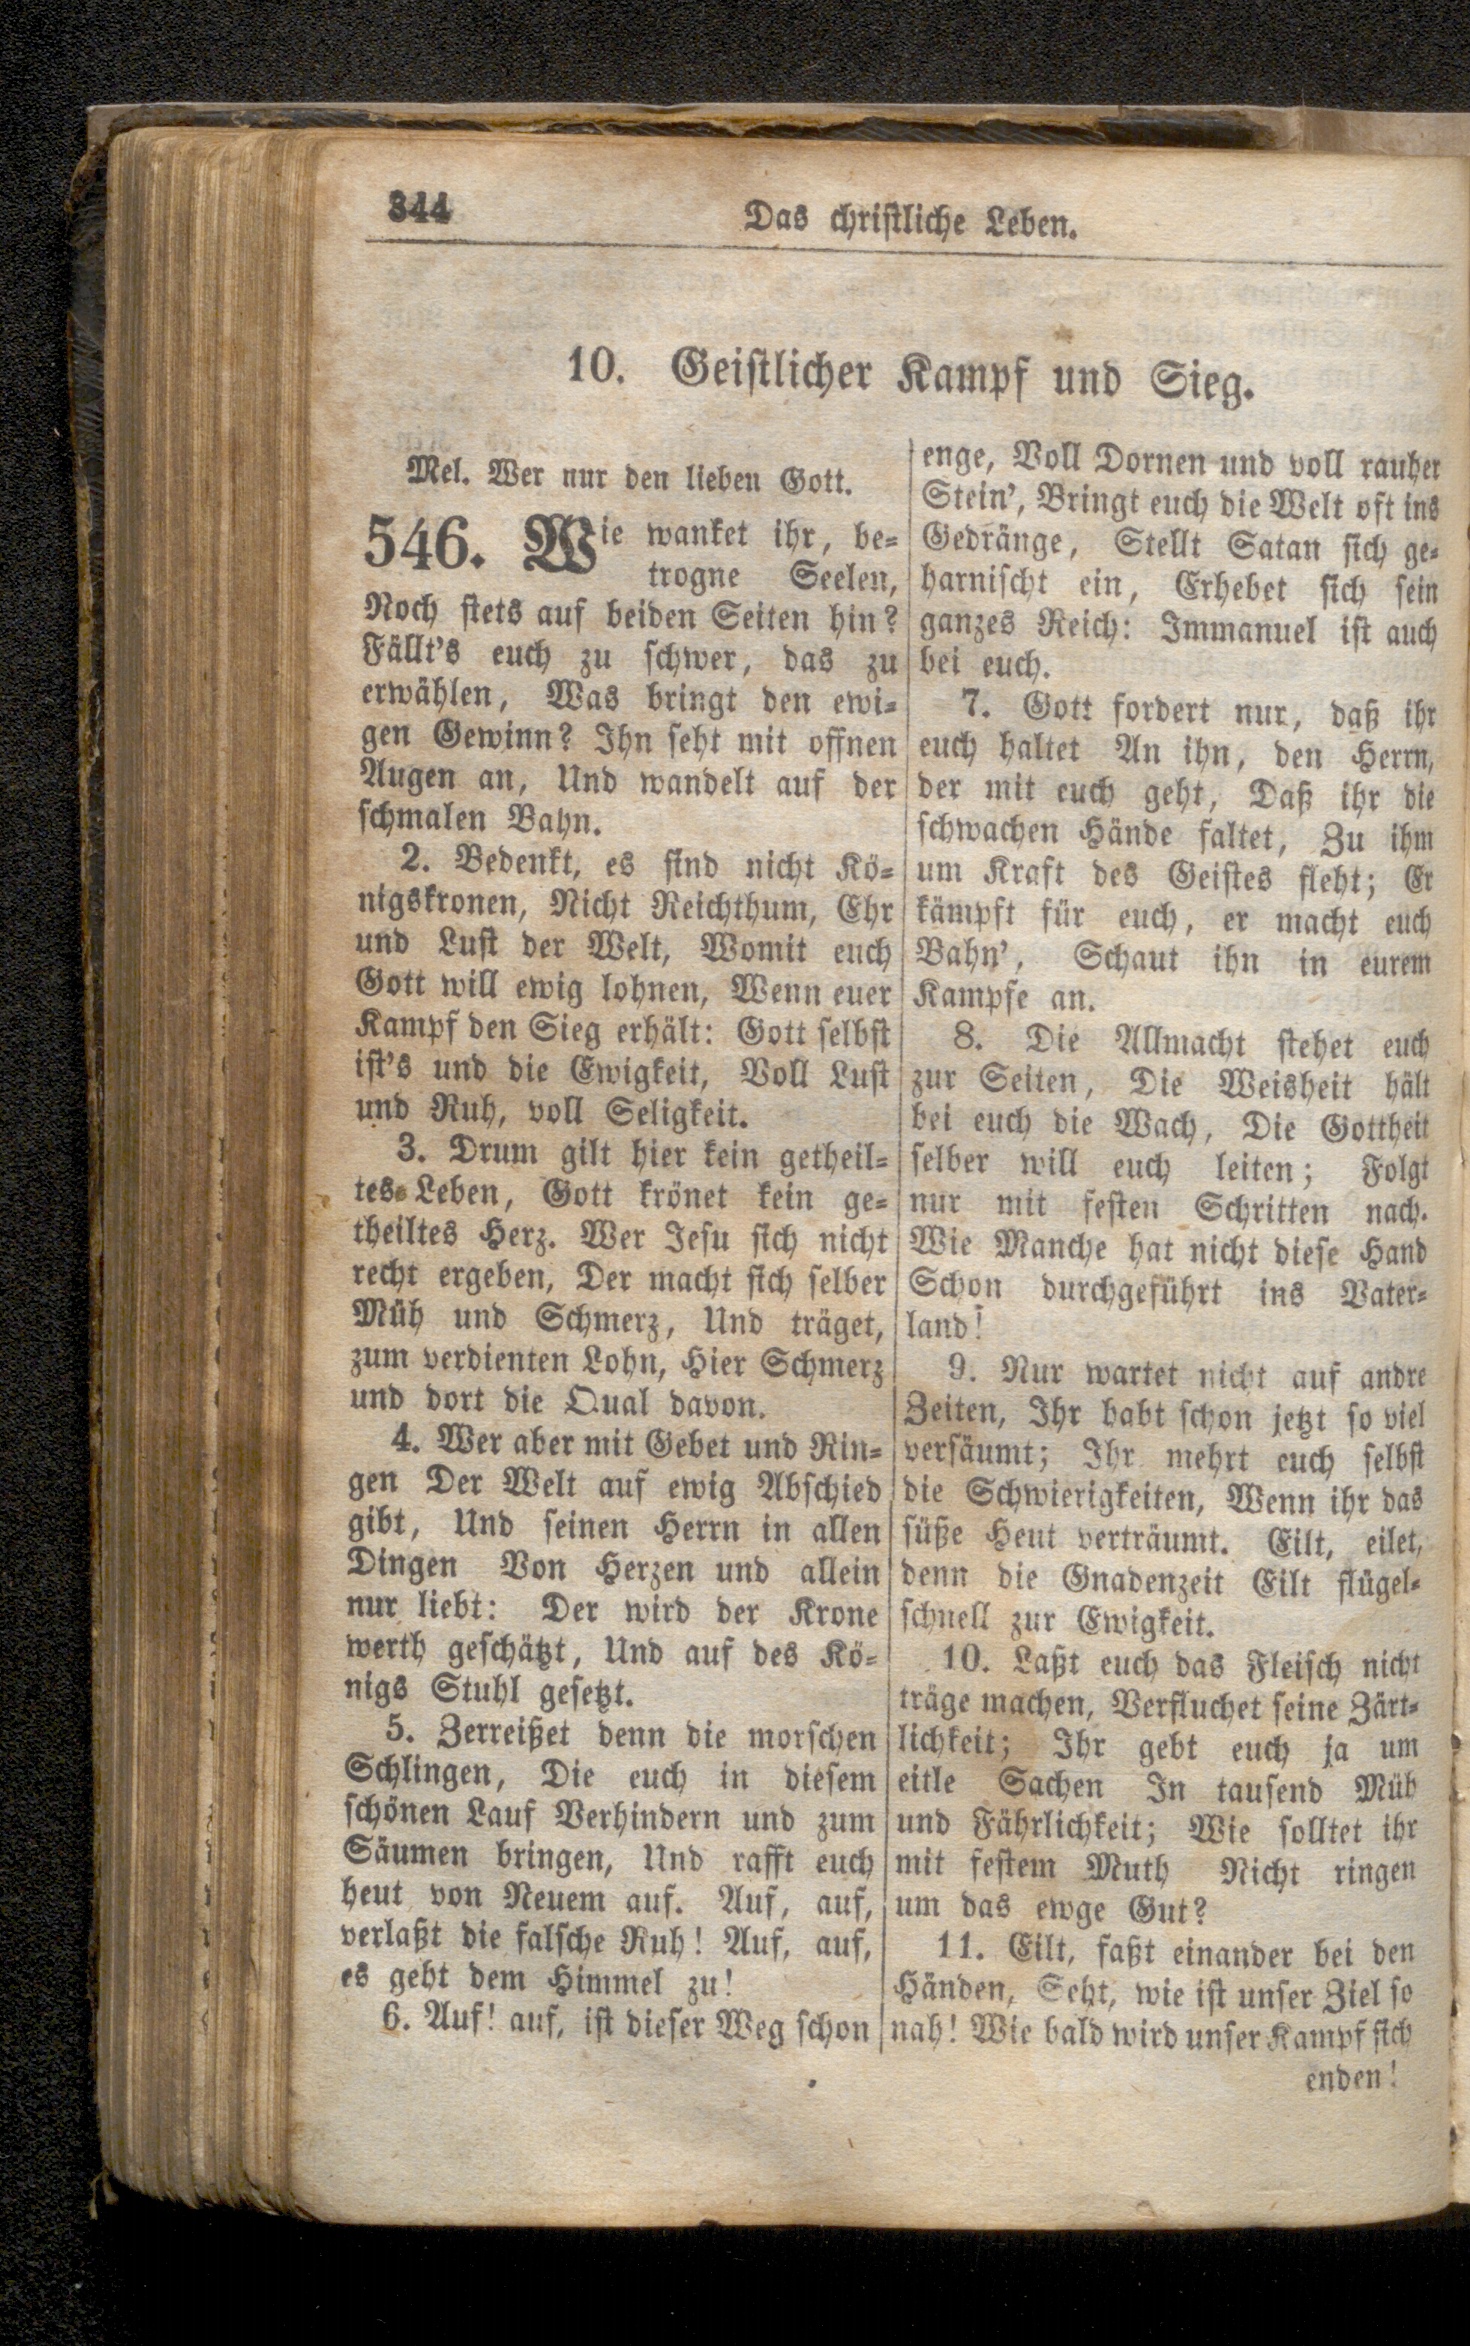 344
Das christliche Leben.
10. Geistlicher Kampf und Sieg.
Mel. Wer nur den lieben Gott.
546. Wie wanket ihr, be-
trogne Seelen,
Noch stets auf beiden Seiten hin?
Fällt's euch zu schwer, das zu
erwählen, Was bringt den ewi-
gen Gewinn? Ihn seht mit offnen
Augen an, Und wandelt auf der
schmalen Bahn.
2. Bedenkt, es sind nicht Kö-
nigskronen, Nicht Reichthum, Ehr
und Lust der Welt, Womit euch
Gott will ewig lohnen, Wenn euer
Kampf den Sieg erhält: Gott selbst
ist's und die Ewigkeit, Voll Lust
und Ruh, voll Seligkeit.
3. Drum gilt hier kein getheil-
tes Leben, Gott krönet kein ge-
theiltes Herz. Wer Jesu sich nicht
recht ergeben, Der macht sich selber
Müh und Schmerz, Und träget,
zum verdienten Lohn, Hier Schmerz
und dort die Qual davon.
4. Wer aber mit Gebet und Rin-
gen Der Welt auf ewig Abschied
gibt, Und seinen Herrn in allen
Dingen Von Herzen und allein
nur liebt: Der wird der Krone
werth geschätzt, Und auf des Kö-
nigs Stuhl gesetzt.
5. Zerreißet denn die morschen
Schlingen, Die euch in diesem
schönen Lauf Verhindern und zum
Säumen bringen, Und rafft euch
heut von Neuem auf. Auf, auf,
verlaßt die falsche Ruh! Auf, auf,
es geht dem Himmel zu!
6. Auf! auf, ist dieser Weg schon
enge, Voll Dornen und voll rauher
Stein', Bringt euch die Welt oft ins
Gedränge, Stellt Satan sich ge-
harnischt ein, Erhebet sich sein
ganzes Reich: Immanuel ist auch
bei euch.
7. Gott fordert nur, daß ihr
euch haltet An ihn, den Herrn,
der mit euch geht, Daß ihr die
schwachen Hände faltet, Zu ihm
um Kraft des Geistes fleht; Er
kämpft für euch, er macht euch
Bahn', Schaut ihn in eurem
Kampfe an.
8. Die Allmacht stehet euch
zur Seiten, Die Weisheit hält
bei euch die Wach, Die Gottheit
selber will euch leiten; Folgt
nur mit festen Schritten nach.
Wie Manche hat nicht diese Hand
Schon durchgeführt ins Vater-
land!
9. Nur wartet nicht auf andre
Zeiten, Ihr habt schon jetzt so viel
versäumt; Ihr mehrt euch selbst
die Schwierigkeiten, Wenn ihr das
süße Heut verträumt. Eilt, eilet,
denn die Gnadenzeit Eilt flügel-
schnell zur Ewigkeit.
10. Laßt euch das Fleisch nicht
träge machen, Verfluchet seine Zärt-
lichkeit; Ihr gebt euch ja um
eitle Sachen In tausend Müh
und Fährlichkeit; Wie solltet ihr
mit festem Muth Nicht ringen
um das ewge Gut?
11. Eilt, faßt einander bei den
Händen, Seht, wie ist unser Ziel so
nah! Wie bald wird unser Kampf sich
enden!